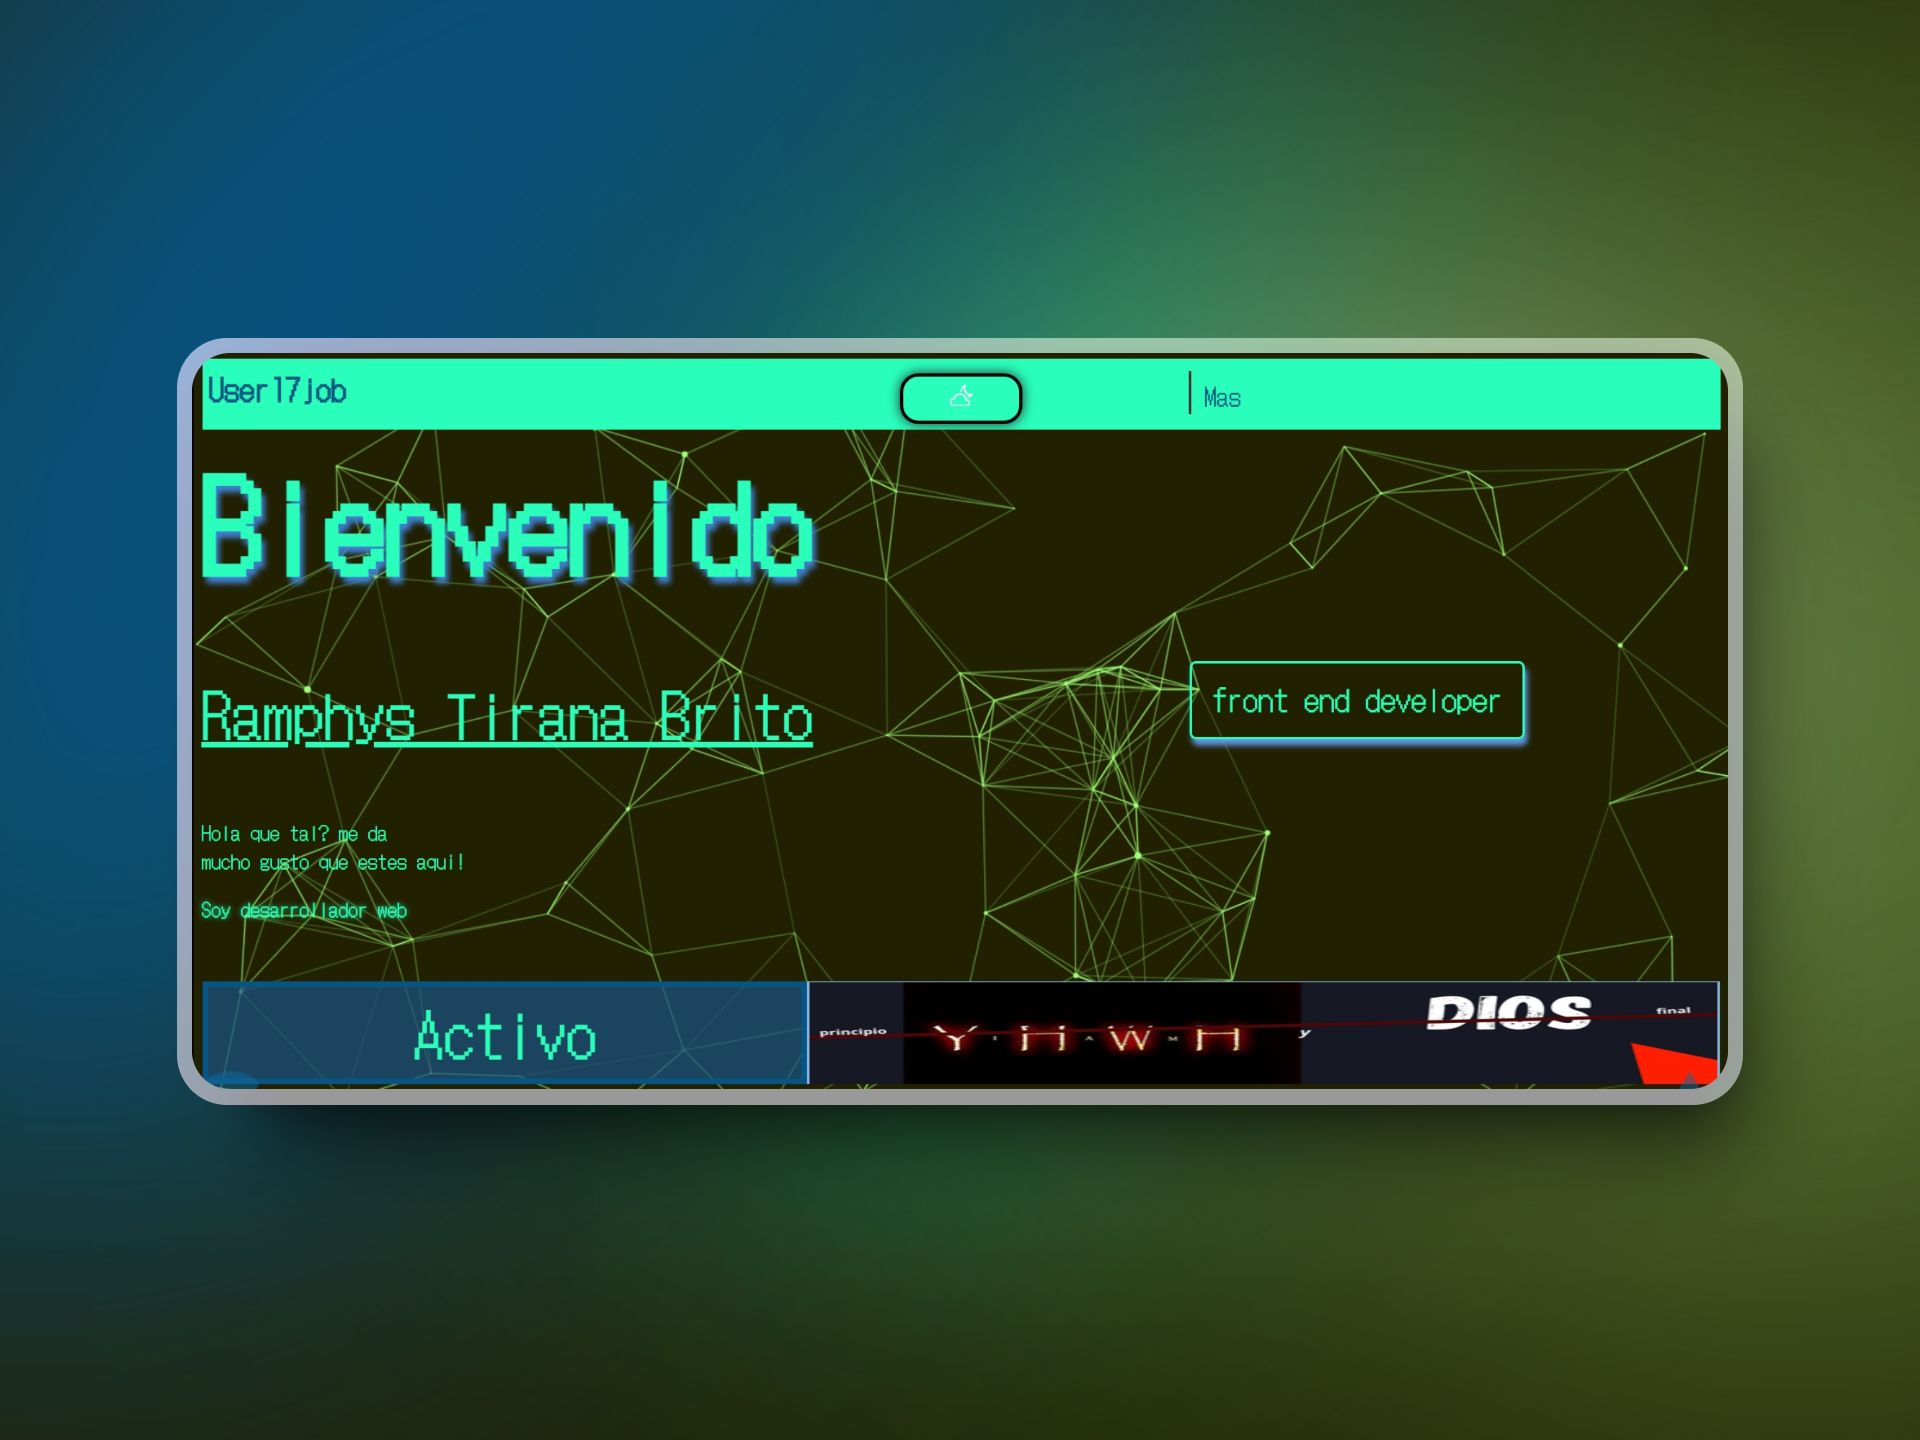 User17job
Mas
Bienvenido
Ramphys Tirana Brito
front end developer
Hola que tal? me da
mucho gusto que estes aqui!
Soy desarrollador web
Activo
principio
Y I H A W M H
y
DIOS
final